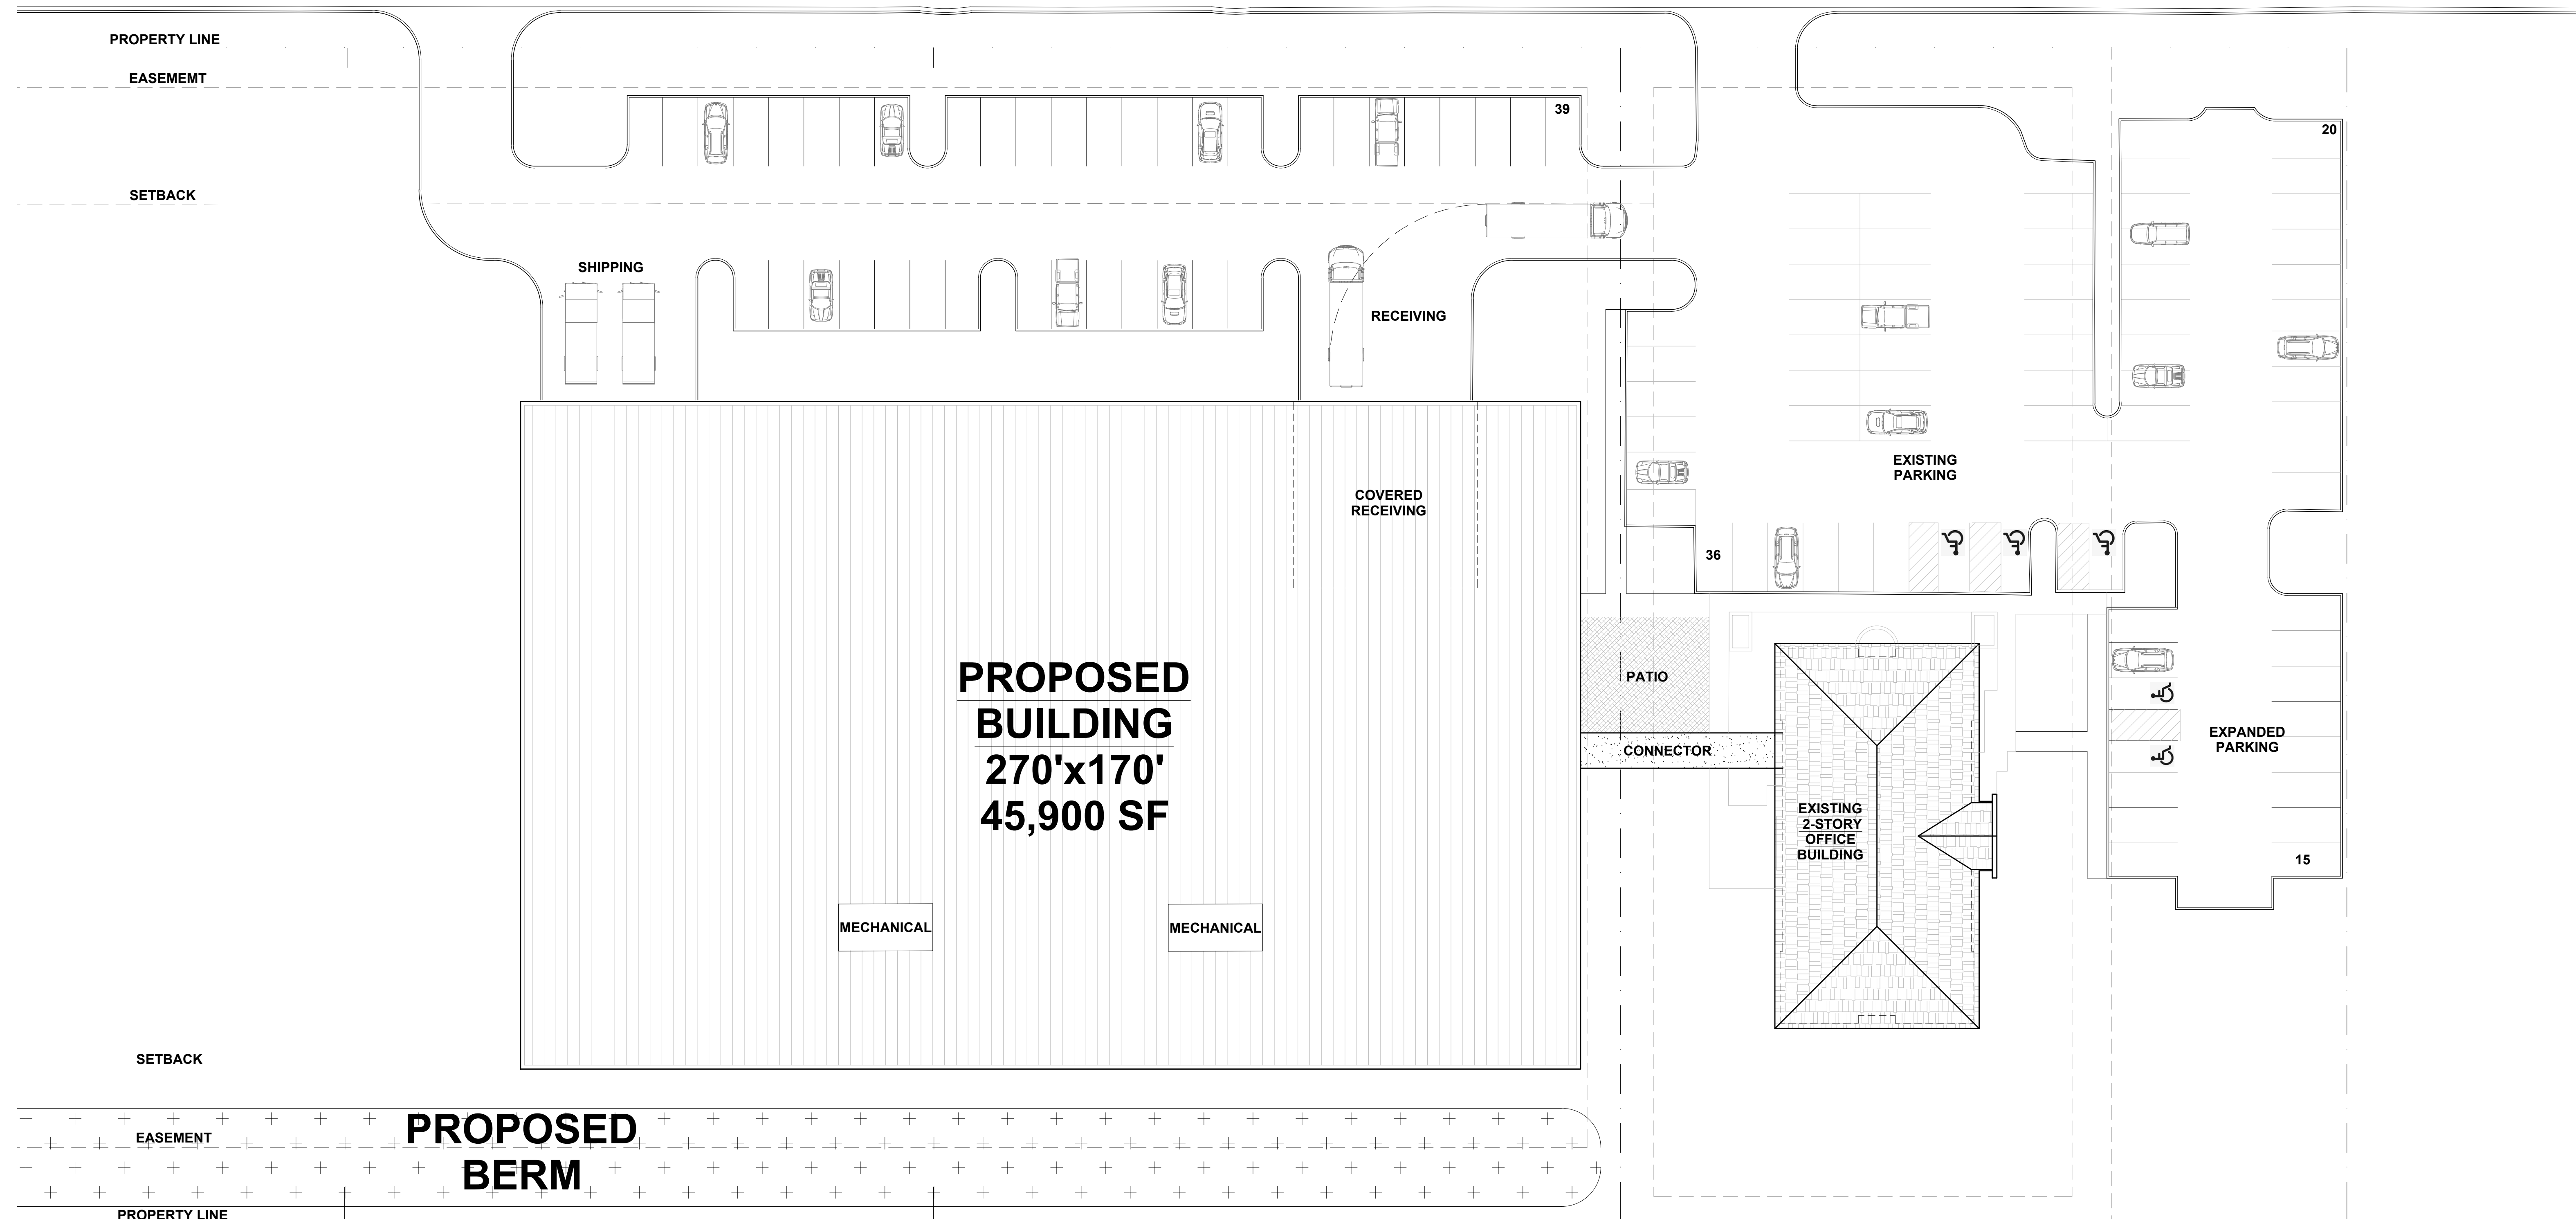 PROPERTY LINE
EASEMEMT
39
20
SETBACK
SHIPPING
RECEIVING
EXISTING
PARKING
COVERED
RECEIVING
36
PROPOSED
BUILDING
270'x170'
45,900 SF
PATIO
CONNECTOR
EXPANDED
PARKING
EXISTING
2-STORY
OFFICE
BUILDING
15
MECHANICAL
MECHANICAL
SETBACK
EASEMENT
PROPOSED
BERM
PROPERTY LINE